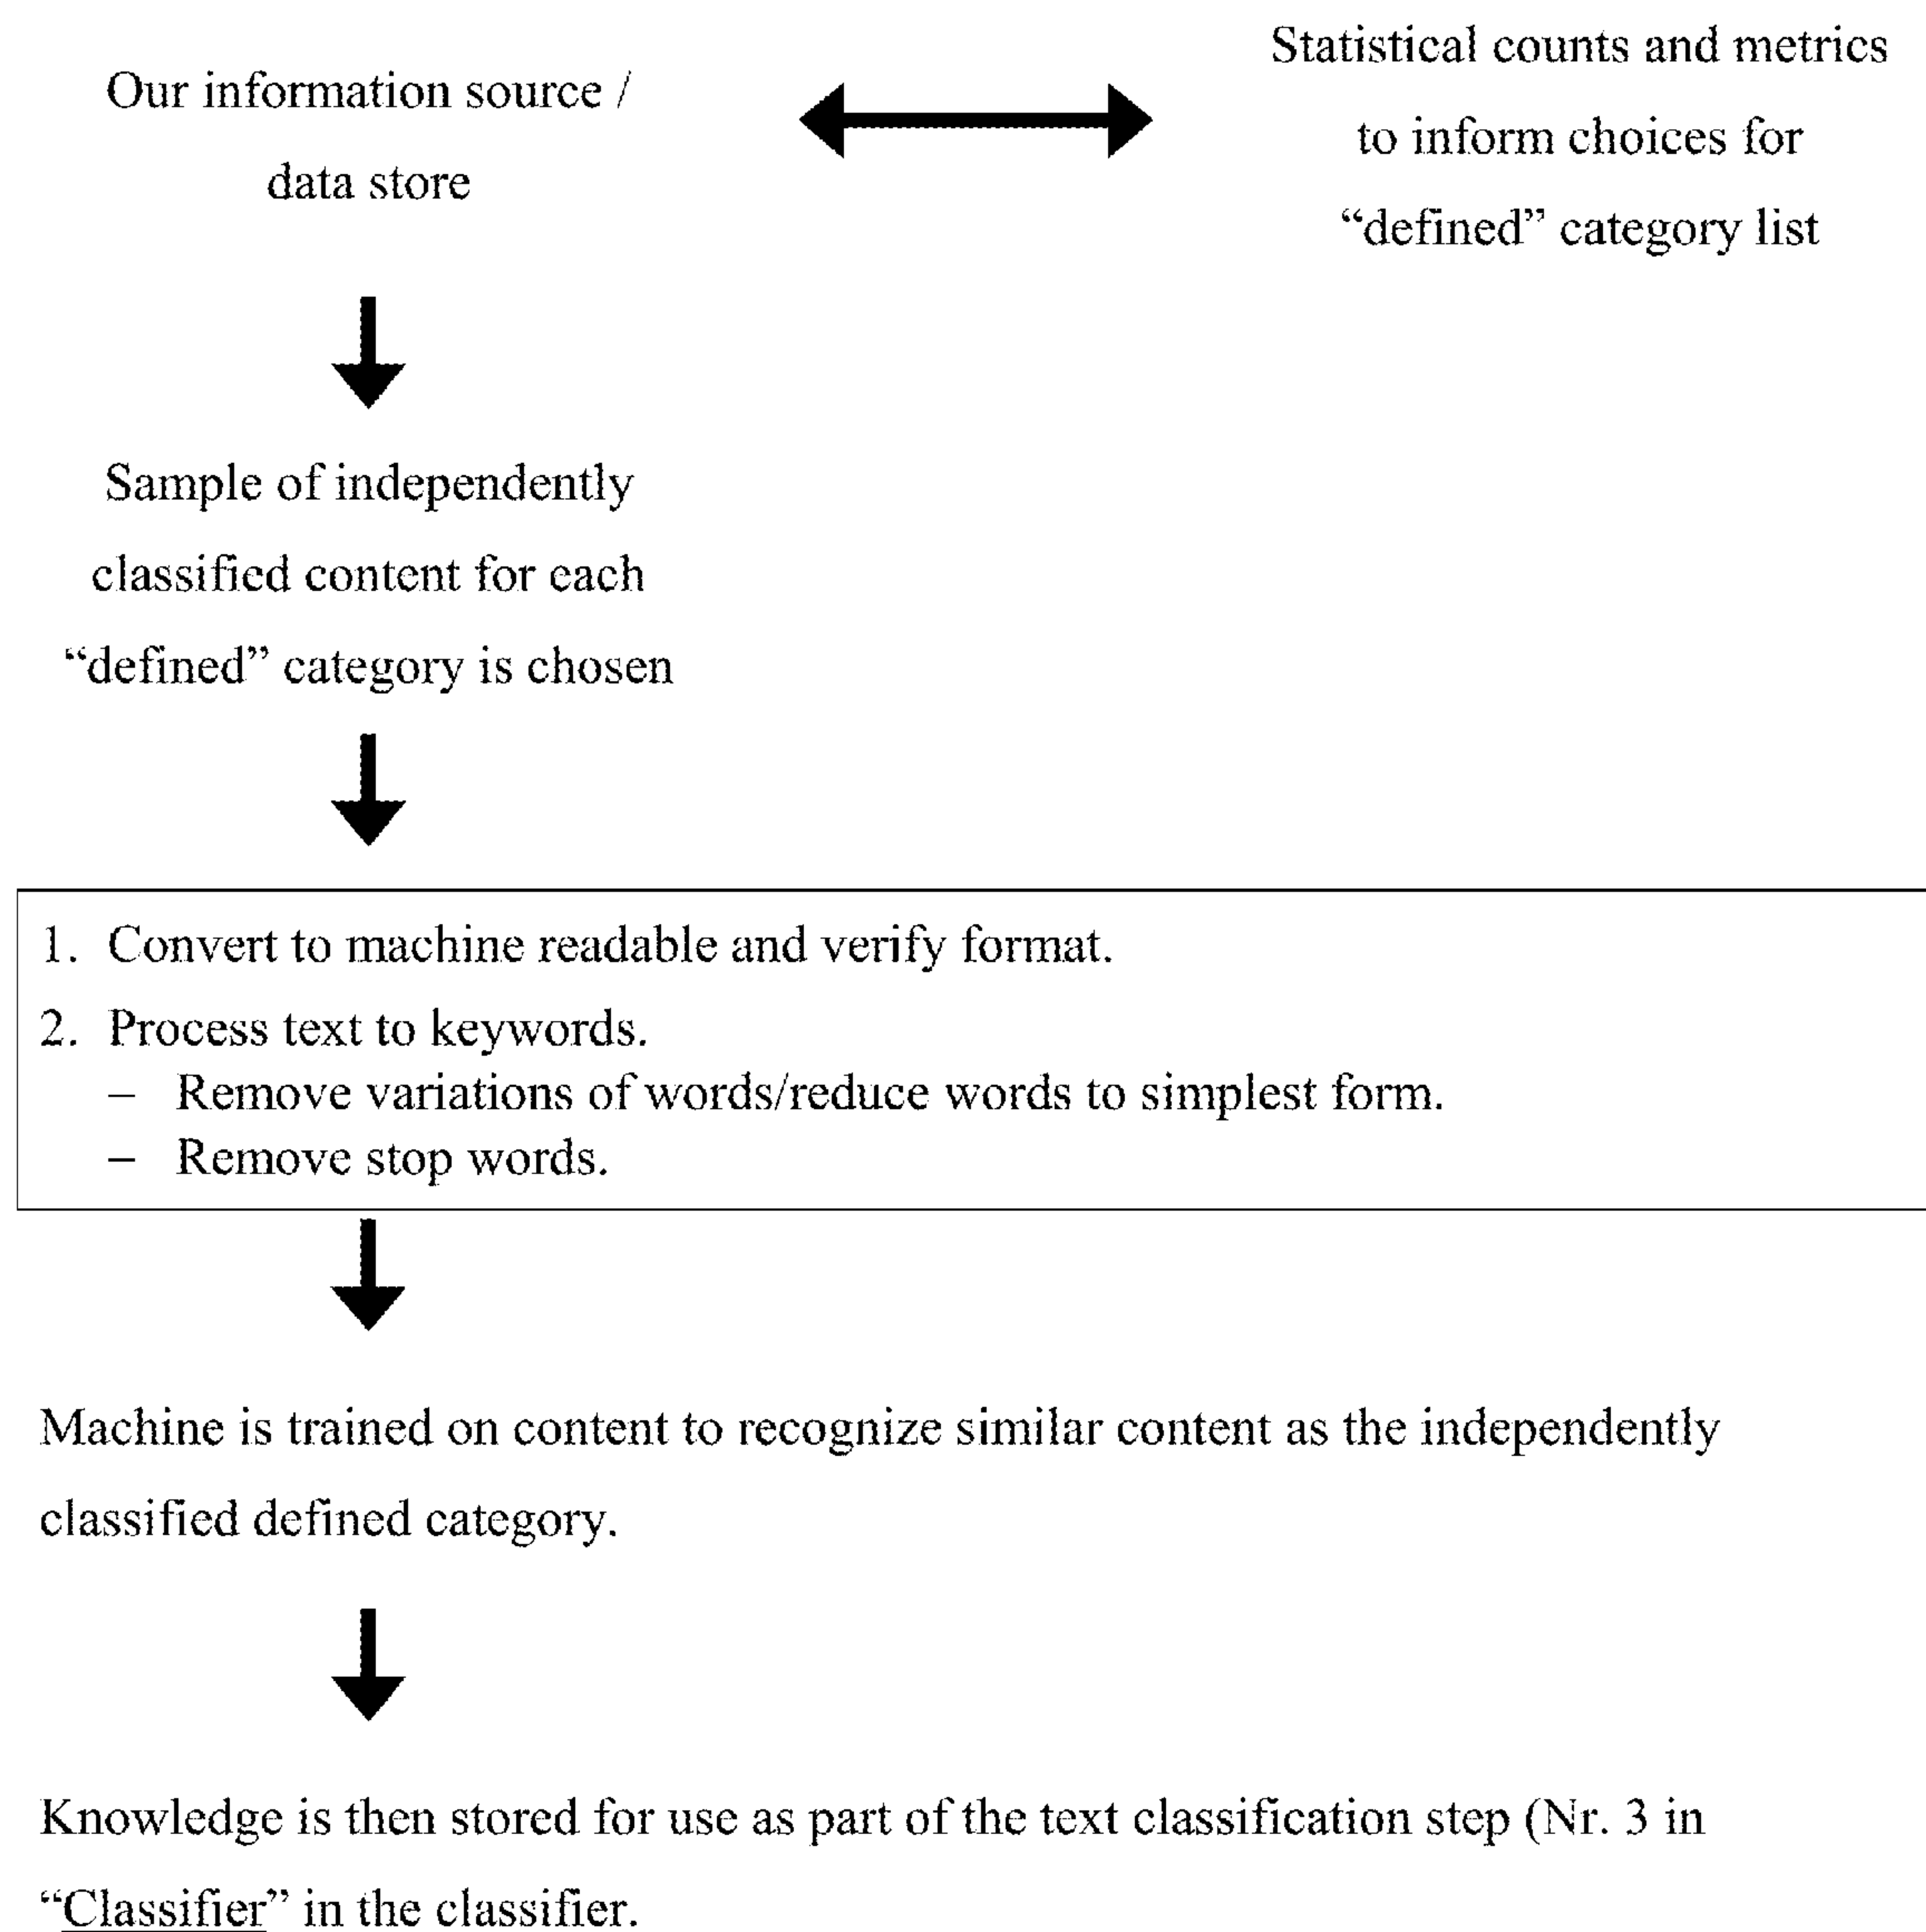 Our information source /
data store
Statistical counts and metrics
to inform choices for
“defined” category list
Sample of independently
classified content for each
“defined” category is chosen
1. Convert to machine readable and verify format.
2. Process text to keywords.
– Remove variations of words/reduce words to simplest form.
– Remove stop words.
Machine is trained on content to recognize similar content as the independently
classified defined category.
Knowledge is then stored for use as part of the text classification step (Nr. 3 in
“Classifier” in the classifier.